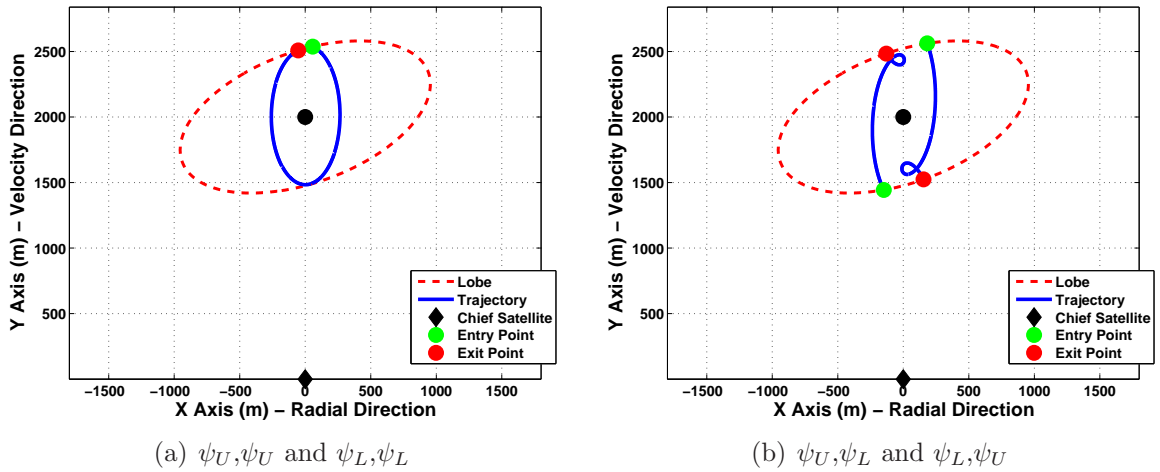 2500
2000
1500
1000
500
Y Axis (m) – Velocity Direction
−1500 −1000 −500 0 500 1000 1500
X Axis (m) – Radial Direction
Lobe
Trajectory
Chief Satellite
Entry Point
Exit Point
(a) ψ_U,ψ_U and ψ_L,ψ_L
2500
2000
1500
1000
500
Y Axis (m) – Velocity Direction
−1500 −1000 −500 0 500 1000 1500
X Axis (m) – Radial Direction
Lobe
Trajectory
Chief Satellite
Entry Point
Exit Point
(b) ψ_U,ψ_L and ψ_L,ψ_U